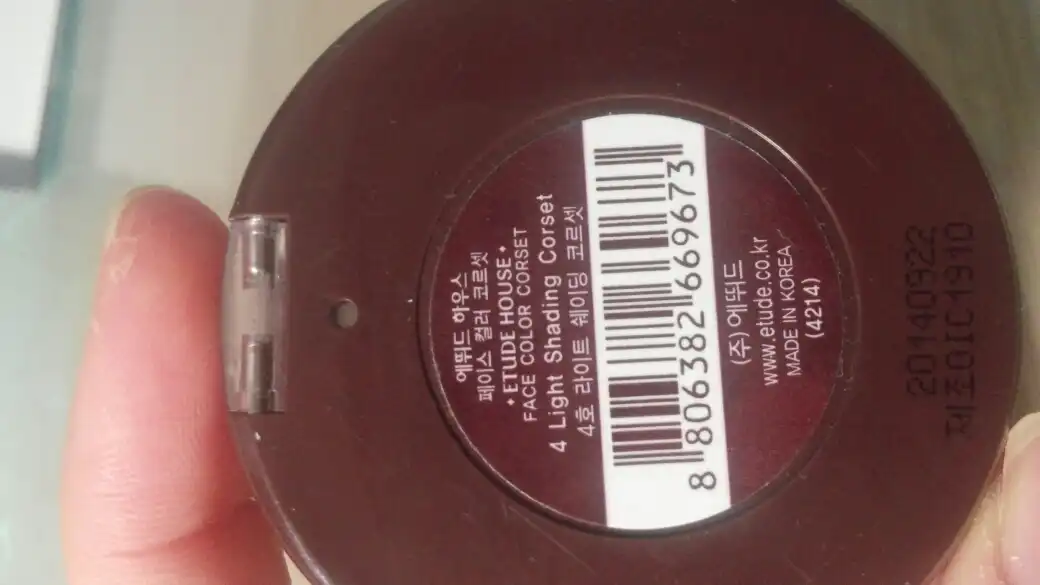 에뛰드 하우스
페이스 컬러 코르셋
• ETUDE HOUSE •
FACE COLOR CORSET
4 Light Shading Corset
4호 라이트 쉐이딩 코르셋
8 806382 669673
(주)에뛰드
www.etude.co.kr
MADE IN KOREA
(4214)
20140922
제조OIC1910